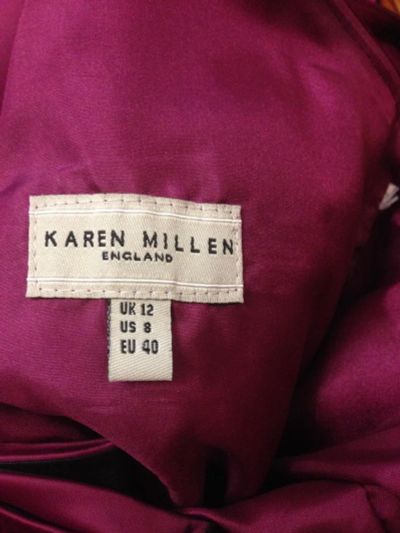 KAREN MILLEN
ENGLAND
UK 12
US 8
EU 40